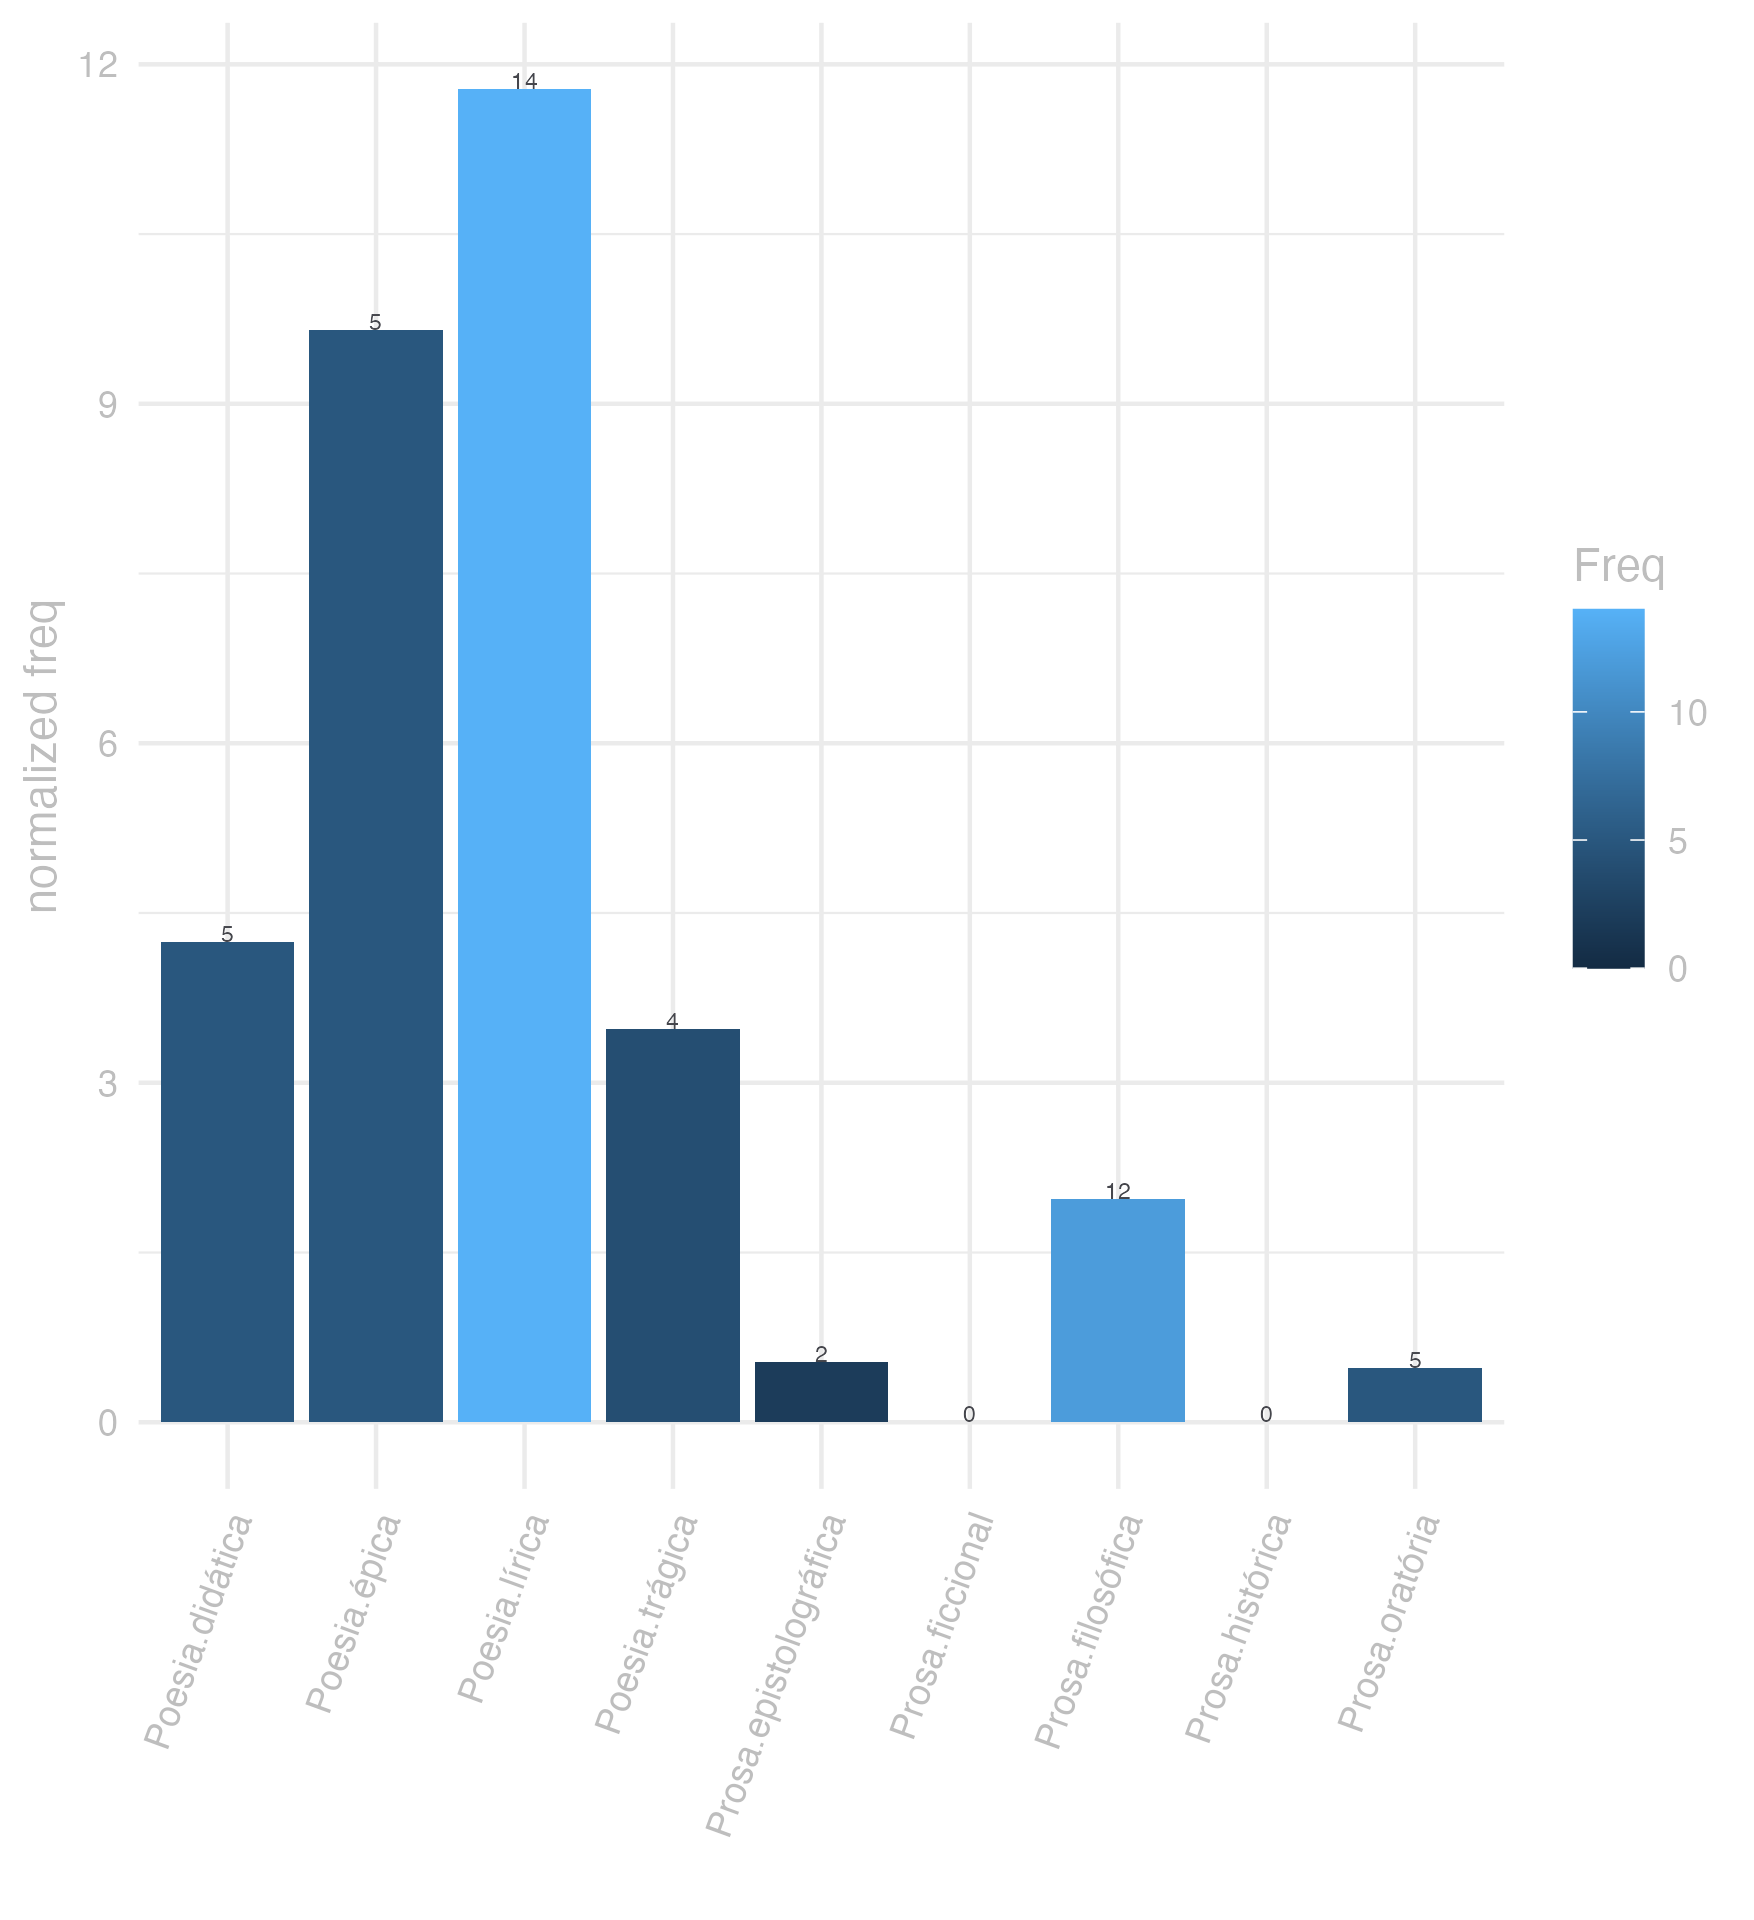 12
9
6
3
0
normalized freq
5
5
14
4
2
0
12
0
5
Poesia.didática
Poesia.épica
Poesia.lírica
Poesia.trágica
Prosa.epistolográfica
Prosa.ficcional
Prosa.filosófica
Prosa.histórica
Prosa.oratória
Freq
10
5
0